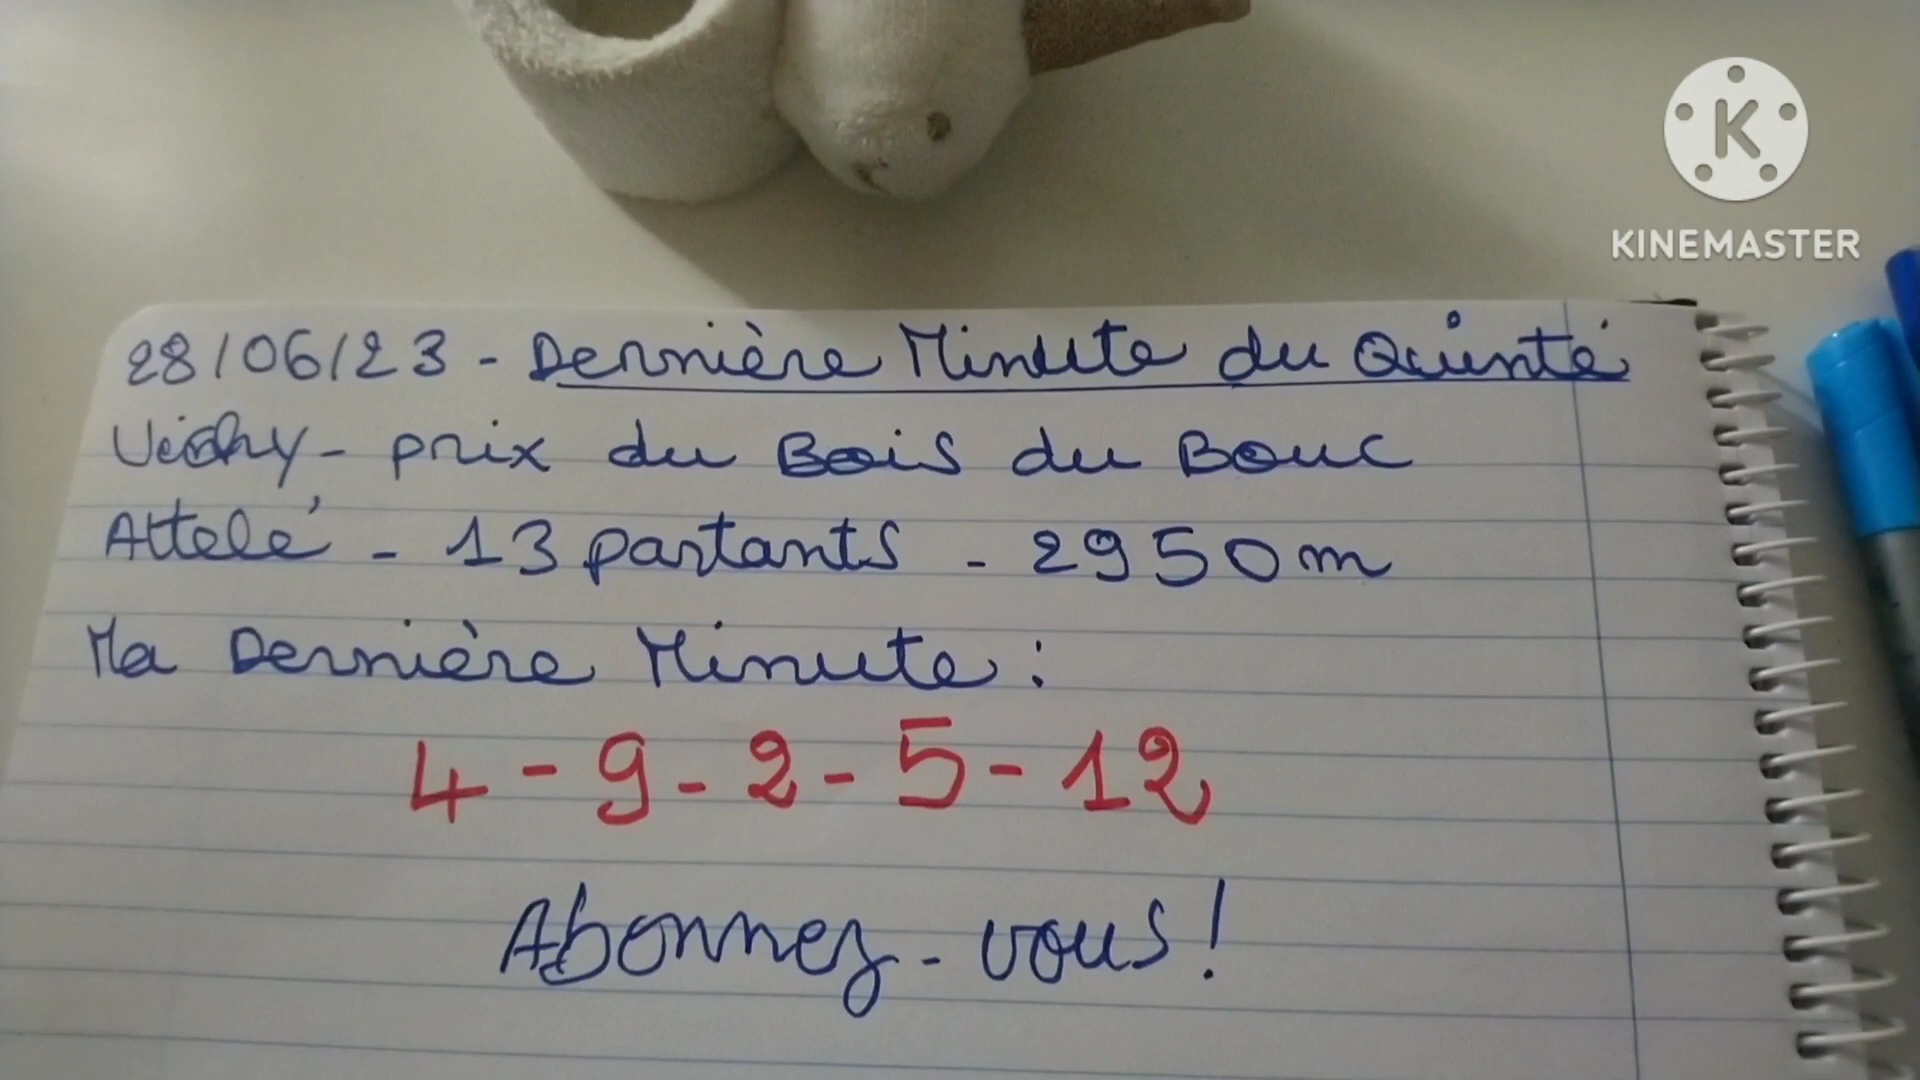 KINEMASTER
28/06/23 - Dernière Minute du Quinté
Vichy - prix du Bois du Bouc
Attelé - 13 partants - 2950m
Ma Dernière Minute :
4 - 9 - 2 - 5 - 12
Abonnez-vous !